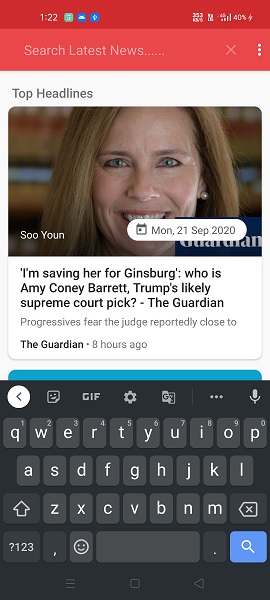 1:22
40%
Search Latest News......
Top Headlines
Soo Youn
Mon, 21 Sep 2020
Guardian
'I'm saving her for Ginsburg': who is
Amy Coney Barrett, Trump's likely
supreme court pick? - The Guardian
Progressives fear the judge reportedly close to
The Guardian • 8 hours ago
GIF
q 1 w 2 e 3 r 4 t 5 y 6 u 7 i 8 o 9 p 0
a s d f g h j k l
z x c v b n m
?123 , .